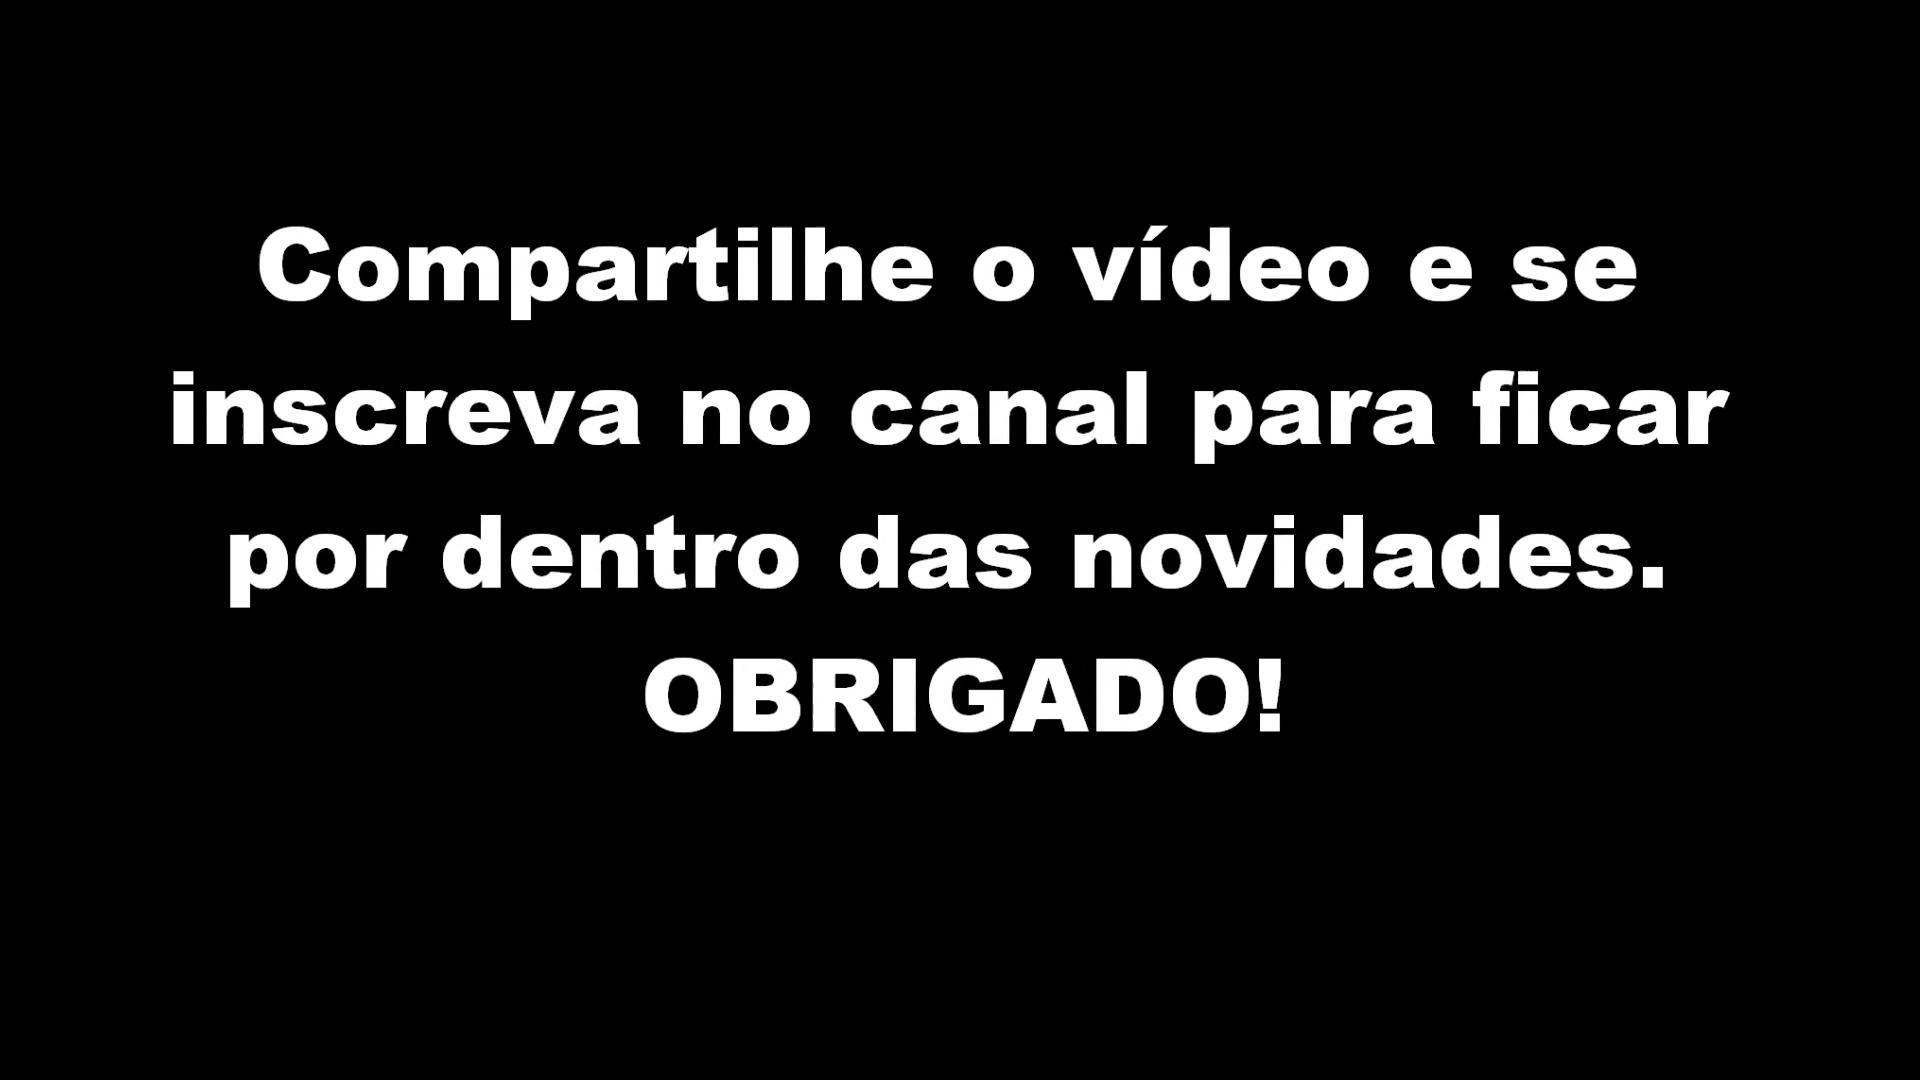 Compartilhe o vídeo e se
inscreva no canal para ficar
por dentro das novidades.
OBRIGADO!